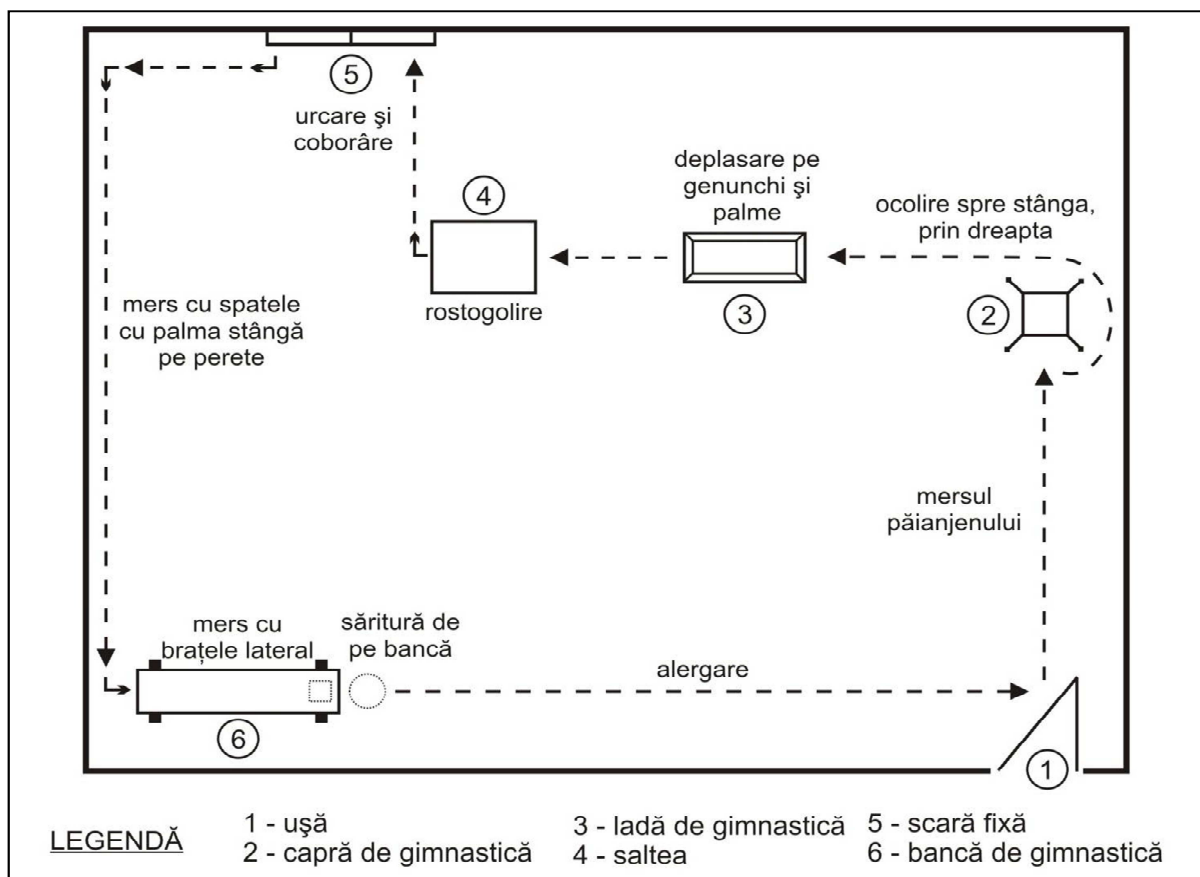 5
urcare şi
coborâre
4
rostogolire
deplasare pe
genunchi şi
palme
3
ocolire spre stânga,
prin dreapta
2
mers cu spatele
cu palma stângă
pe perete
mersul
păianjenului
mers cu
brațele lateral
săritură de
pe bancă
alergare
6
1
LEGENDĂ
1 - uşă
2 - capră de gimnastică
3 - ladă de gimnastică
4 - saltea
5 - scară fixă
6 - bancă de gimnastică